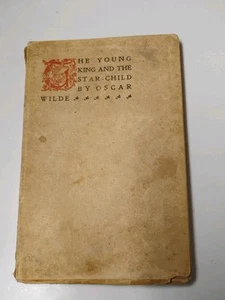 THE YOUNG
KING AND THE
STAR-CHILD
BY OSCAR
WILDE